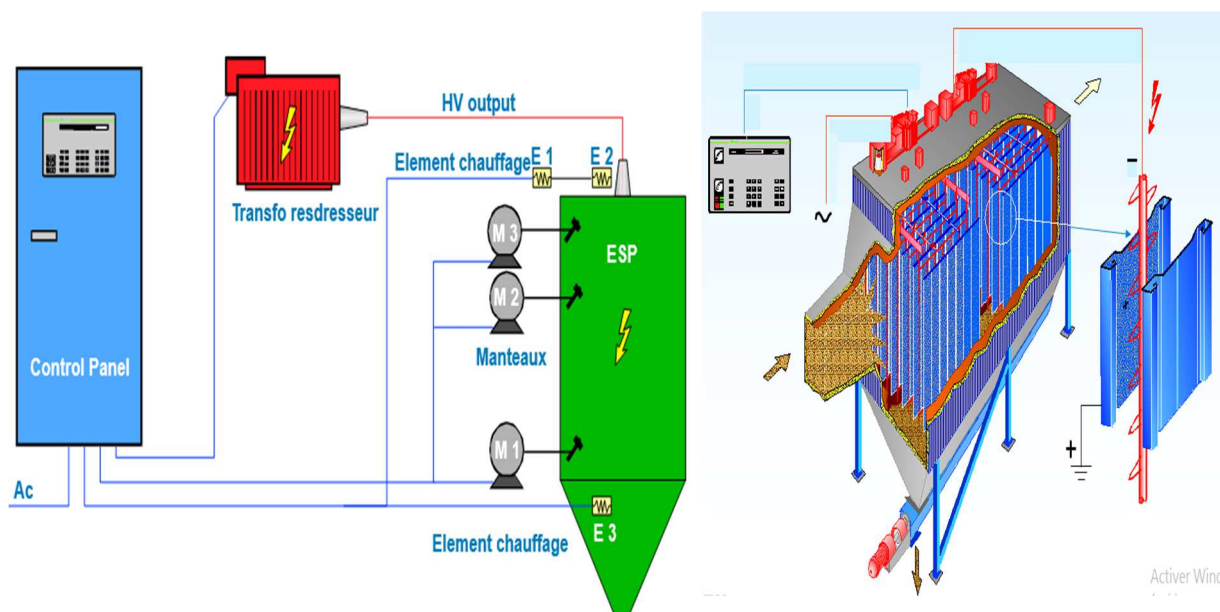 HV output
Element chauffage
E 1
E 2
Transfo resdresseur
M 3
ESP
M 2
Manteaux
Control Panel
M 1
Ac
E 3
Element chauffage
~
-
+
Activer Wind